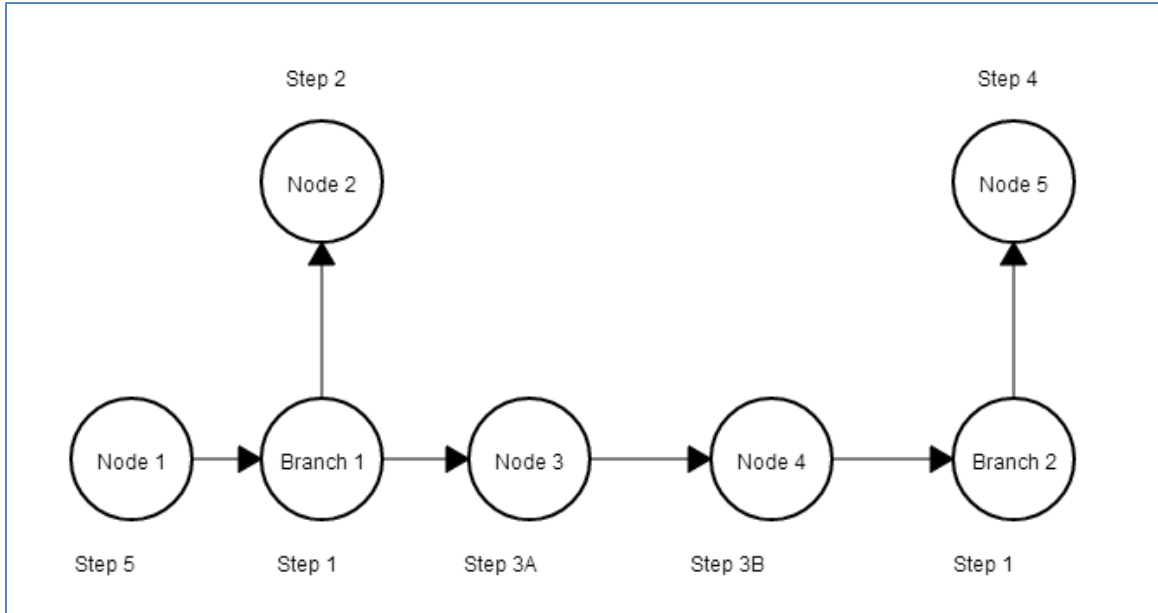 Step 2
Step 4
Node 2
Node 5
Node 1
Branch 1
Node 3
Node 4
Branch 2
Step 5
Step 1
Step 3A
Step 3B
Step 1